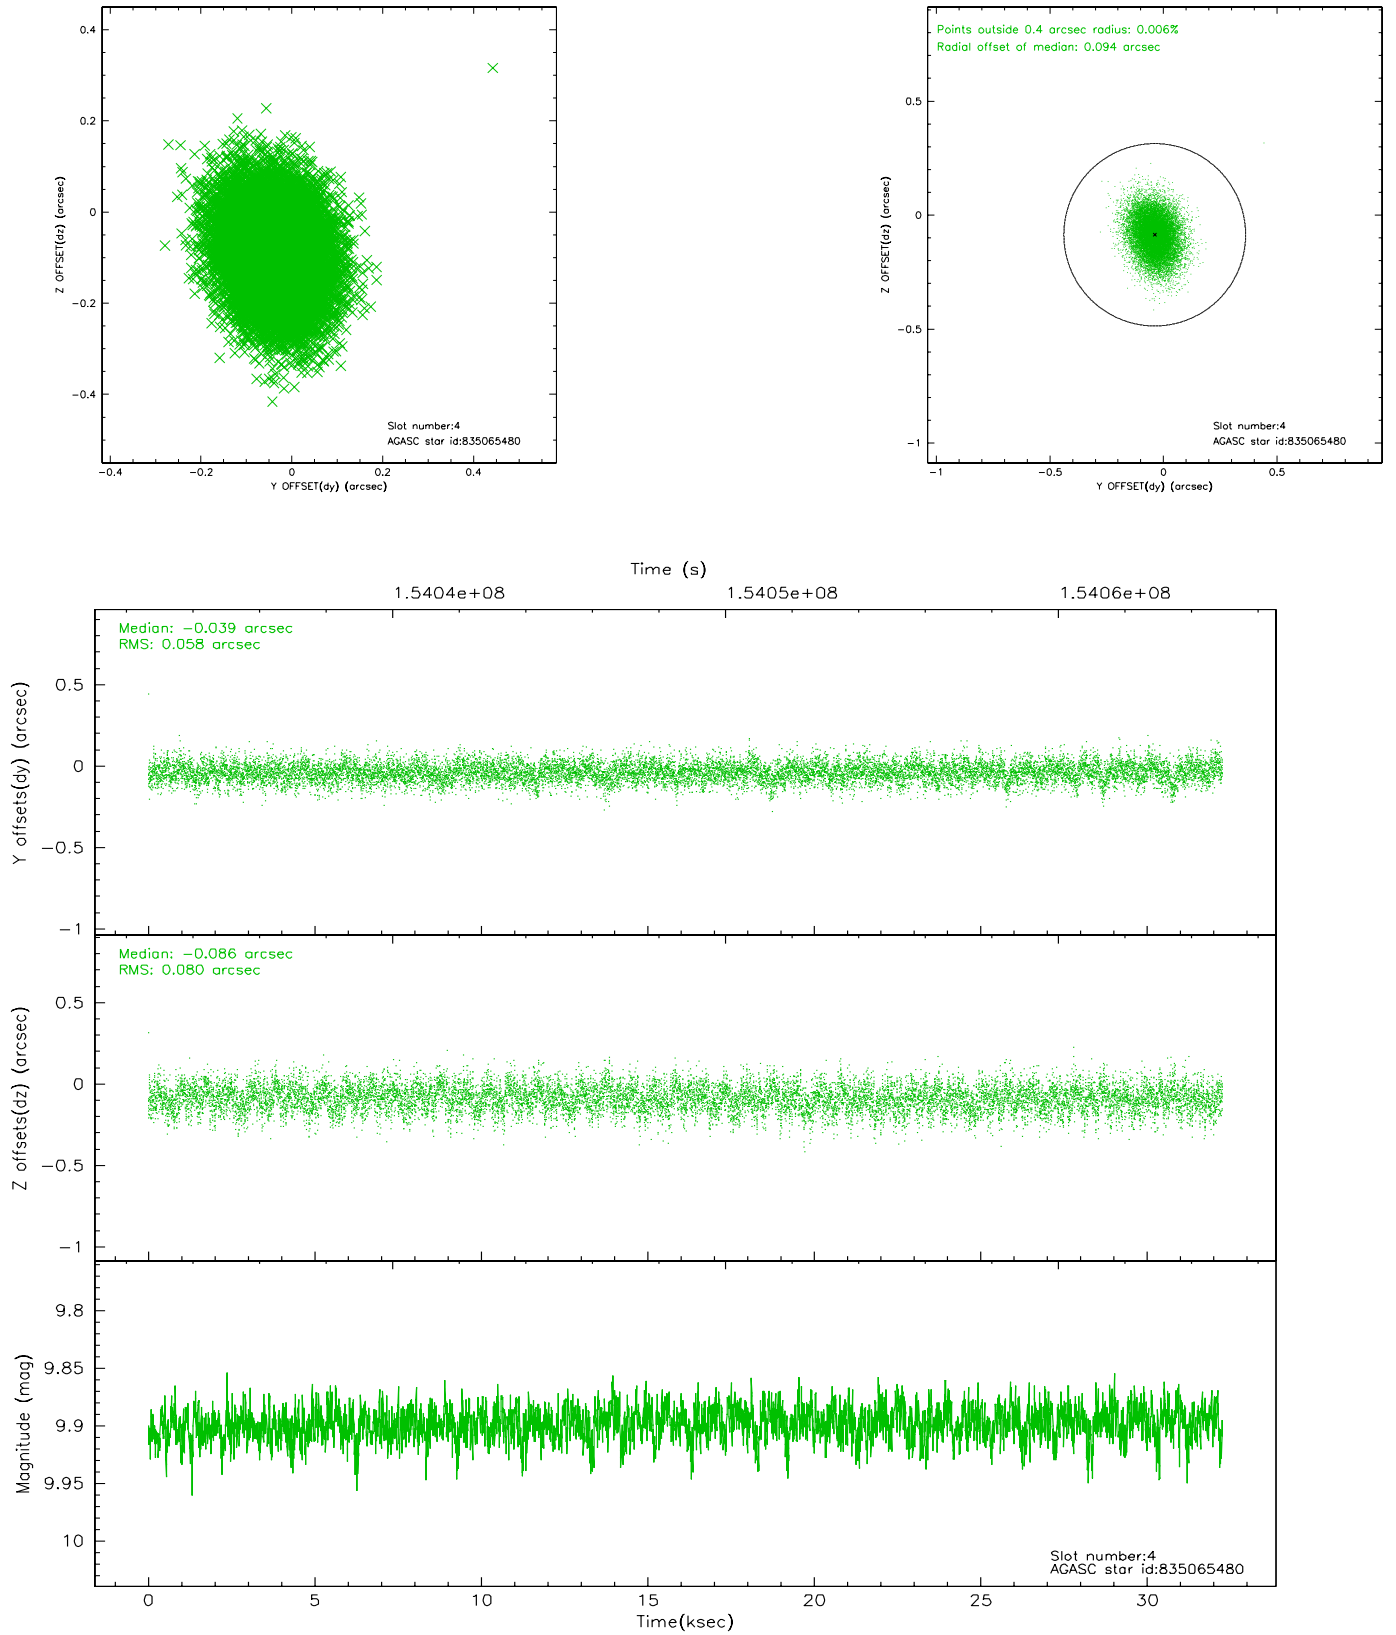 0.4
0.2
0
-0.2
-0.4
Z OFFSET(dz) (arcsec)
Slot number:4
AGASC star id:835065480
-0.4 -0.2 0 0.2 0.4
Y OFFSET(dy) (arcsec)
Points outside 0.4 arcsec radius: 0.006%
Radial offset of median: 0.094 arcsec
0.5
0
-0.5
-1
Z OFFSET(dz) (arcsec)
Slot number:4
AGASC star id:835065480
-1 -0.5 0 0.5
Y OFFSET(dy) (arcsec)
Time (s)
1.5404e+08 1.5405e+08 1.5406e+08
Median: -0.039 arcsec
RMS: 0.058 arcsec
0.5
0
-0.5
-1
Y offsets(dy) (arcsec)
Median: -0.086 arcsec
RMS: 0.080 arcsec
0.5
0
-0.5
-1
Z offsets(dz) (arcsec)
9.8
9.85
9.9
9.95
10
Magnitude (mag)
Slot number:4
AGASC star id:835065480
0 5 10 15 20 25 30
Time(ksec)